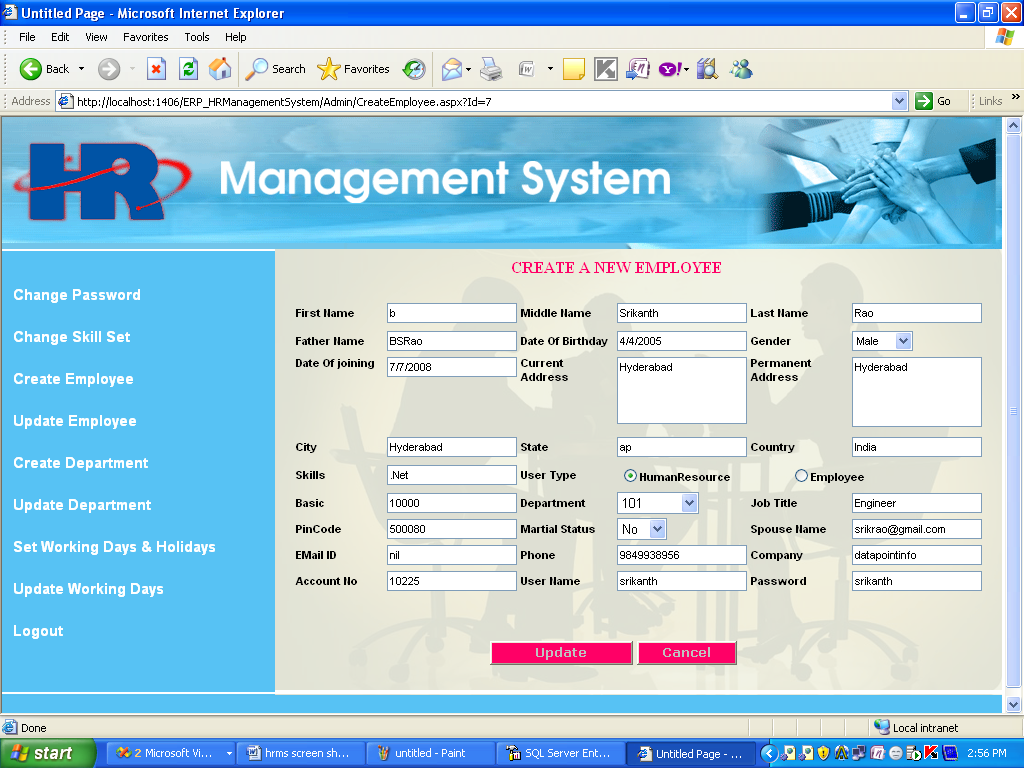 Untitled Page - Microsoft Internet Explorer
File Edit View Favorites Tools Help
Back Search Favorites
Address http://localhost:1406/ERP_HRManagementSystem/Admin/CreateEmployee.aspx?Id=7 Go Links »
HR Management System
CREATE A NEW EMPLOYEE
Change Password
Change Skill Set
Create Employee
Update Employee
Create Department
Update Department
Set Working Days & Holidays
Update Working Days
Logout
First Name b Middle Name Srikanth Last Name Rao
Father Name BSRao Date Of Birthday 4/4/2005 Gender Male
Date Of joining 7/7/2008 Current Address Hyderabad Permanent Address Hyderabad
City Hyderabad State ap Country India
Skills .Net User Type HumanResource Employee
Basic 10000 Department 101 Job Title Engineer
PinCode 500080 Martial Status No Spouse Name srikrao@gmail.com
EMail ID nil Phone 9849938956 Company datapointinfo
Account No 10225 User Name srikanth Password srikanth
Update Cancel
Done Local intranet
start 2 Microsoft Vi... hrms screen sh... untitled - Paint SQL Server Ent... Untitled Page - ... 2:56 PM